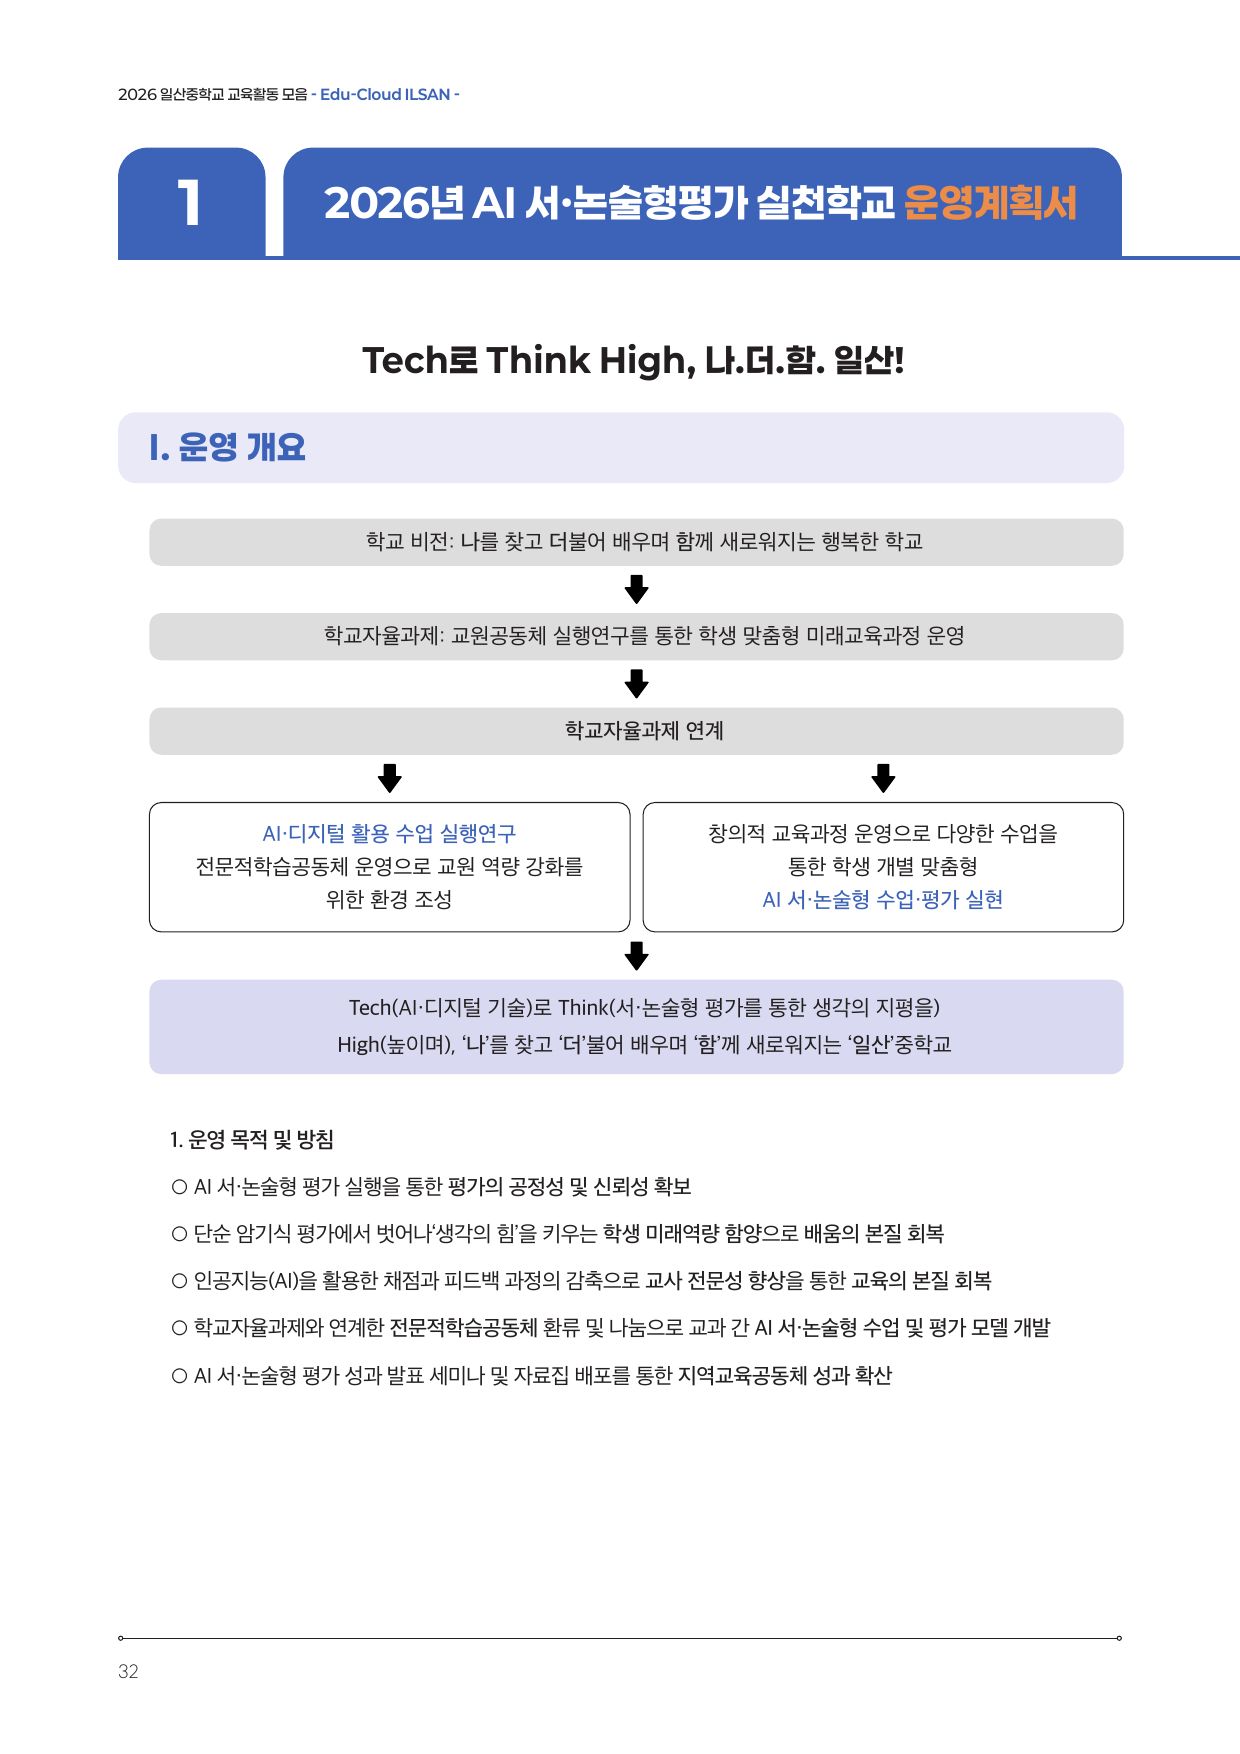 2026 일산중학교 교육활동 모음 - Edu-Cloud ILSAN -
1
2026년 AI 서·논술형평가 실천학교 운영계획서
Tech로 Think High, 나.더.함. 일산!
Ⅰ. 운영 개요
학교 비전: 나를 찾고 더불어 배우며 함께 새로워지는 행복한 학교
학교자율과제: 교원공동체 실행연구를 통한 학생 맞춤형 미래교육과정 운영
학교자율과제 연계
AI·디지털 활용 수업 실행연구
전문적학습공동체 운영으로 교원 역량 강화를
위한 환경 조성
창의적 교육과정 운영으로 다양한 수업을
통한 학생 개별 맞춤형
AI 서·논술형 수업·평가 실현
Tech(AI·디지털 기술)로 Think(서·논술형 평가를 통한 생각의 지평을)
High(높이며), ‘나’를 찾고 ‘더’불어 배우며 ‘함’께 새로워지는 ‘일산’중학교
1. 운영 목적 및 방침
○ AI 서·논술형 평가 실행을 통한 평가의 공정성 및 신뢰성 확보
○ 단순 암기식 평가에서 벗어나‘생각의 힘’을 키우는 학생 미래역량 함양으로 배움의 본질 회복
○ 인공지능(AI)을 활용한 채점과 피드백 과정의 감축으로 교사 전문성 향상을 통한 교육의 본질 회복
○ 학교자율과제와 연계한 전문적학습공동체 환류 및 나눔으로 교과 간 AI 서·논술형 수업 및 평가 모델 개발
○ AI 서·논술형 평가 성과 발표 세미나 및 자료집 배포를 통한 지역교육공동체 성과 확산
32